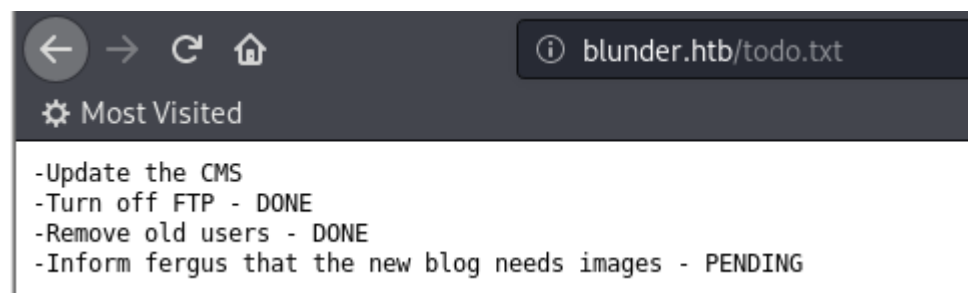 blunder.htb/todo.txt
Most Visited
-Update the CMS
-Turn off FTP - DONE
-Remove old users - DONE
-Inform fergus that the new blog needs images - PENDING